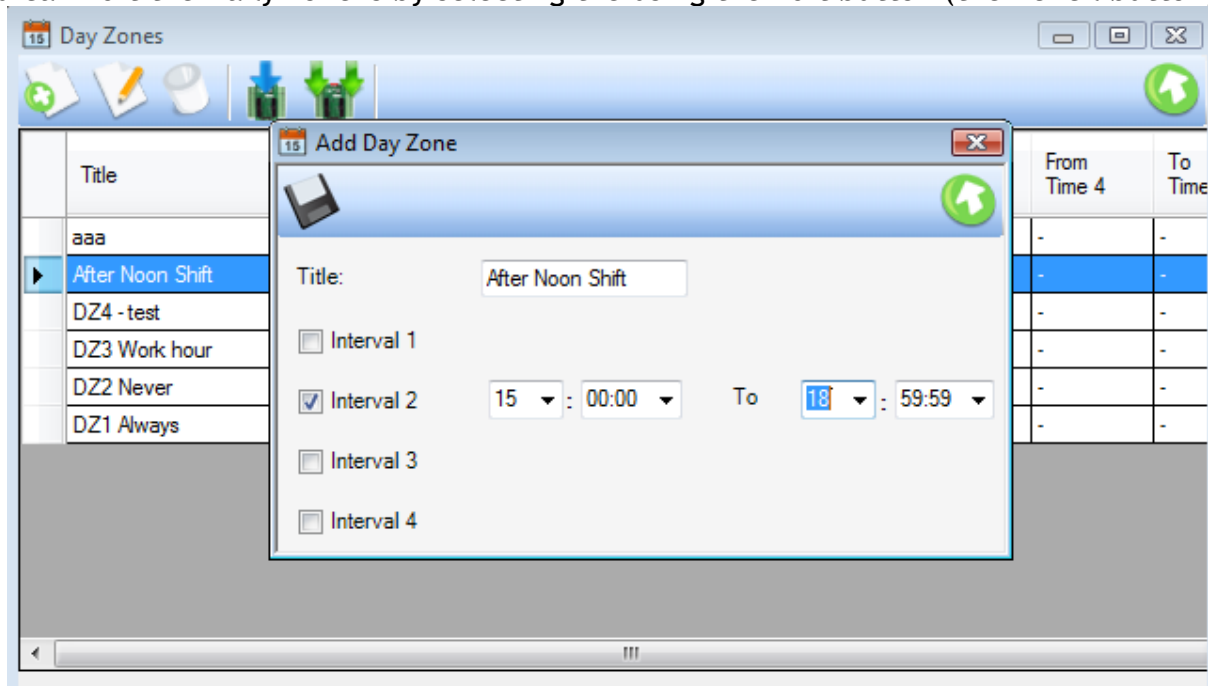 Day Zones
Add Day Zone
Title
From
Time 4
To
Time
aaa
- -
After Noon Shift
- -
DZ4 - test
- -
DZ3 Work hour
- -
DZ2 Never
- -
DZ1 Always
- -
Title: After Noon Shift
Interval 1
Interval 2 15 : 00:00 To 18 : 59:59
Interval 3
Interval 4